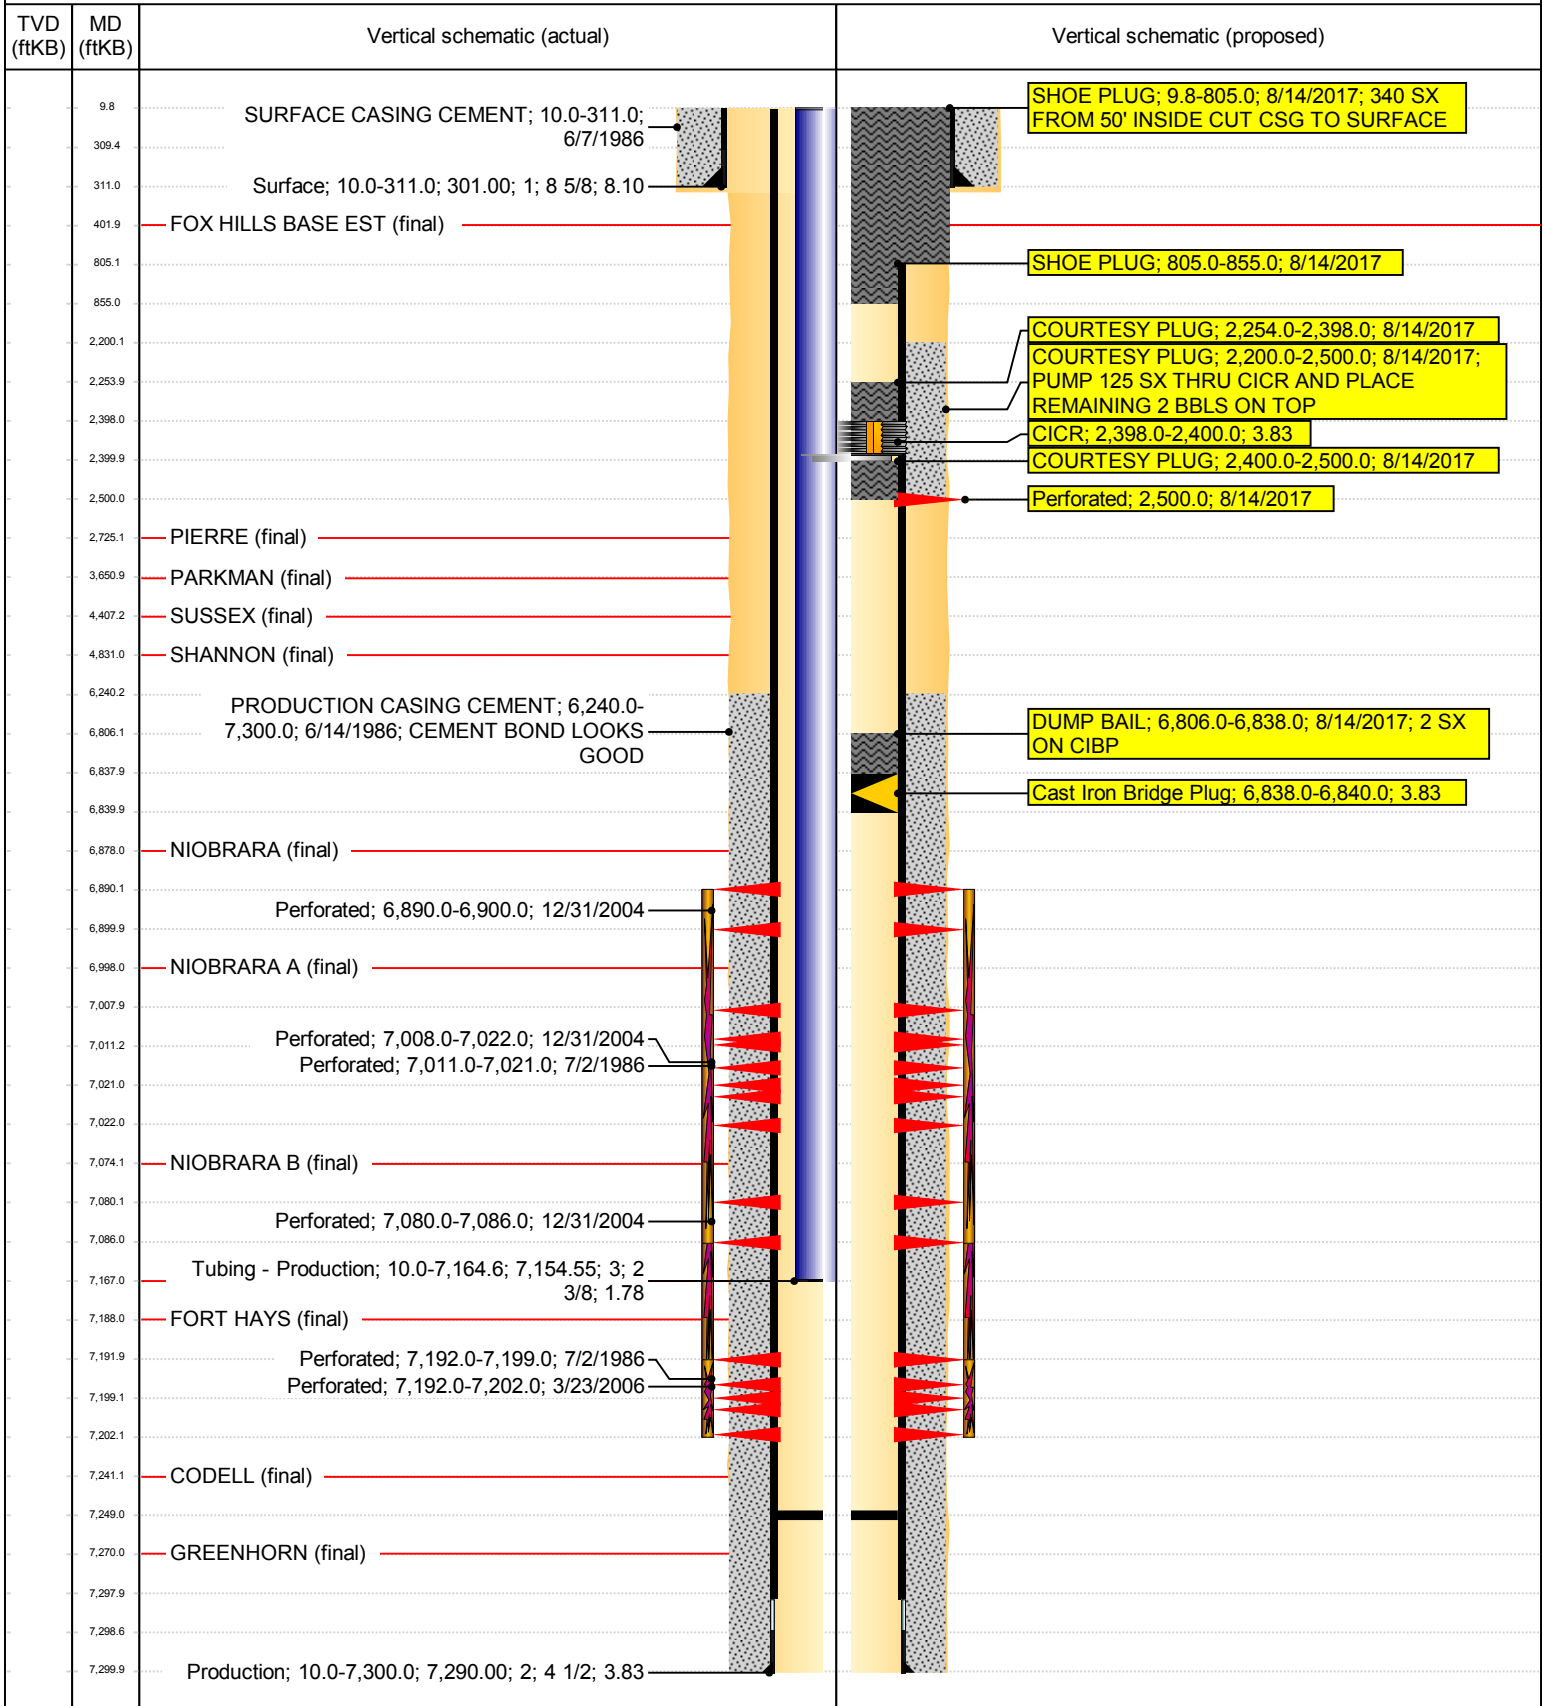 TVD
(ftKB)
MD
(ftKB)
Vertical schematic (actual)
Vertical schematic (proposed)
9.8
309.4
311.0
401.9
805.1
855.0
2,200.1
2,253.9
2,398.0
2,399.9
2,500.0
2,725.1
3,650.9
4,407.2
4,831.0
6,240.2
6,806.1
6,837.9
6,839.9
6,878.0
6,890.1
6,899.9
6,998.0
7,007.9
7,011.2
7,021.0
7,022.0
7,074.1
7,080.1
7,086.0
7,167.0
7,188.0
7,191.9
7,199.1
7,202.1
7,241.1
7,249.0
7,270.0
7,297.9
7,298.6
7,299.9
SURFACE CASING CEMENT; 10.0-311.0;
6/7/1986
Surface; 10.0-311.0; 301.00; 1; 8 5/8; 8.10
FOX HILLS BASE EST (final)
PIERRE (final)
PARKMAN (final)
SUSSEX (final)
SHANNON (final)
PRODUCTION CASING CEMENT; 6,240.0-
7,300.0; 6/14/1986; CEMENT BOND LOOKS
GOOD
NIOBRARA (final)
Perforated; 6,890.0-6,900.0; 12/31/2004
NIOBRARA A (final)
Perforated; 7,008.0-7,022.0; 12/31/2004
Perforated; 7,011.0-7,021.0; 7/2/1986
NIOBRARA B (final)
Perforated; 7,080.0-7,086.0; 12/31/2004
Tubing - Production; 10.0-7,164.6; 7,154.55; 3; 2
3/8; 1.78
FORT HAYS (final)
Perforated; 7,192.0-7,199.0; 7/2/1986
Perforated; 7,192.0-7,202.0; 3/23/2006
CODELL (final)
GREENHORN (final)
Production; 10.0-7,300.0; 7,290.00; 2; 4 1/2; 3.83
SHOE PLUG; 9.8-805.0; 8/14/2017; 340 SX
FROM 50' INSIDE CUT CSG TO SURFACE
SHOE PLUG; 805.0-855.0; 8/14/2017
COURTESY PLUG; 2,254.0-2,398.0; 8/14/2017
COURTESY PLUG; 2,200.0-2,500.0; 8/14/2017;
PUMP 125 SX THRU CICR AND PLACE
REMAINING 2 BBLS ON TOP
CICR; 2,398.0-2,400.0; 3.83
COURTESY PLUG; 2,400.0-2,500.0; 8/14/2017
Perforated; 2,500.0; 8/14/2017
DUMP BAIL; 6,806.0-6,838.0; 8/14/2017; 2 SX
ON CIBP
Cast Iron Bridge Plug; 6,838.0-6,840.0; 3.83